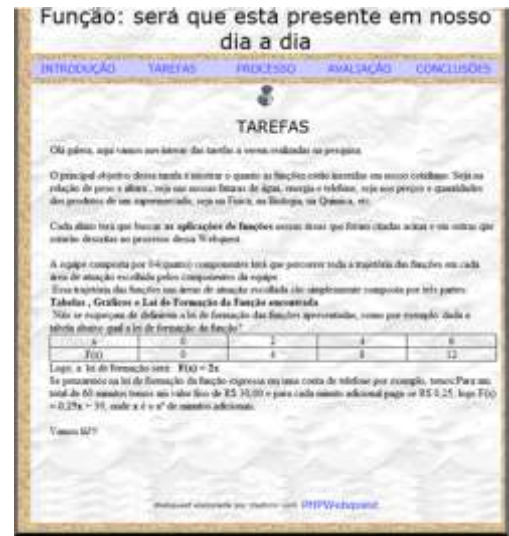 Função: será que está presente em nosso
dia a dia
INTRODUÇÃO TAREFAS PROCESSO AVALIAÇÃO CONCLUSÕES
TAREFAS
Olá galera, aqui vamos nos inteirar das tarefas a serem realizadas na pesquisa.
O principal objetivo dessa tarefa é mostrar o quanto as funções estão inseridas em nosso cotidiano. Seja na
relação de peso e altura , seja nas nossas faturas de água, energia e telefone, seja nos preços e quantidades
dos produtos de um supermercado, seja na Física, na Biologia, na Química, etc.
Cada aluno terá que buscar as aplicações de funções nessas áreas que foram citadas acima e em outras que
estarão descritas no processo dessa Webquest.
A equipe composta por 04(quatro) componentes terá que percorrer toda a trajetória das funções em cada
área de atuação escolhida pelos componentes da equipe.
Essa trajetória das funções nas áreas de atuação escolhida são simplesmente composta por três partes:
Tabelas , Gráficos e Lei de Formação da Função encontrada
Não se esqueçam de definirem a lei de formação das funções apresentadas, como por exemplo: dada a
tabela abaixo qual a lei de formação da função?
x 0 2 4 6
F(x) 0 4 8 12
Logo, a lei de formação será: F(x) = 2x
Se pensarmos na lei de formação da função expressa em uma conta de telefone por exemplo, temos:Para um
total de 60 minutos temos um valor fixo de R$ 39,00 e para cada minuto adicional paga-se R$ 0,25, logo F(x)
= 0,25x + 39, onde x é o nº de minutos adicionais.
Vamos lá!!!
Webquest elaborada por com PHPWebquest